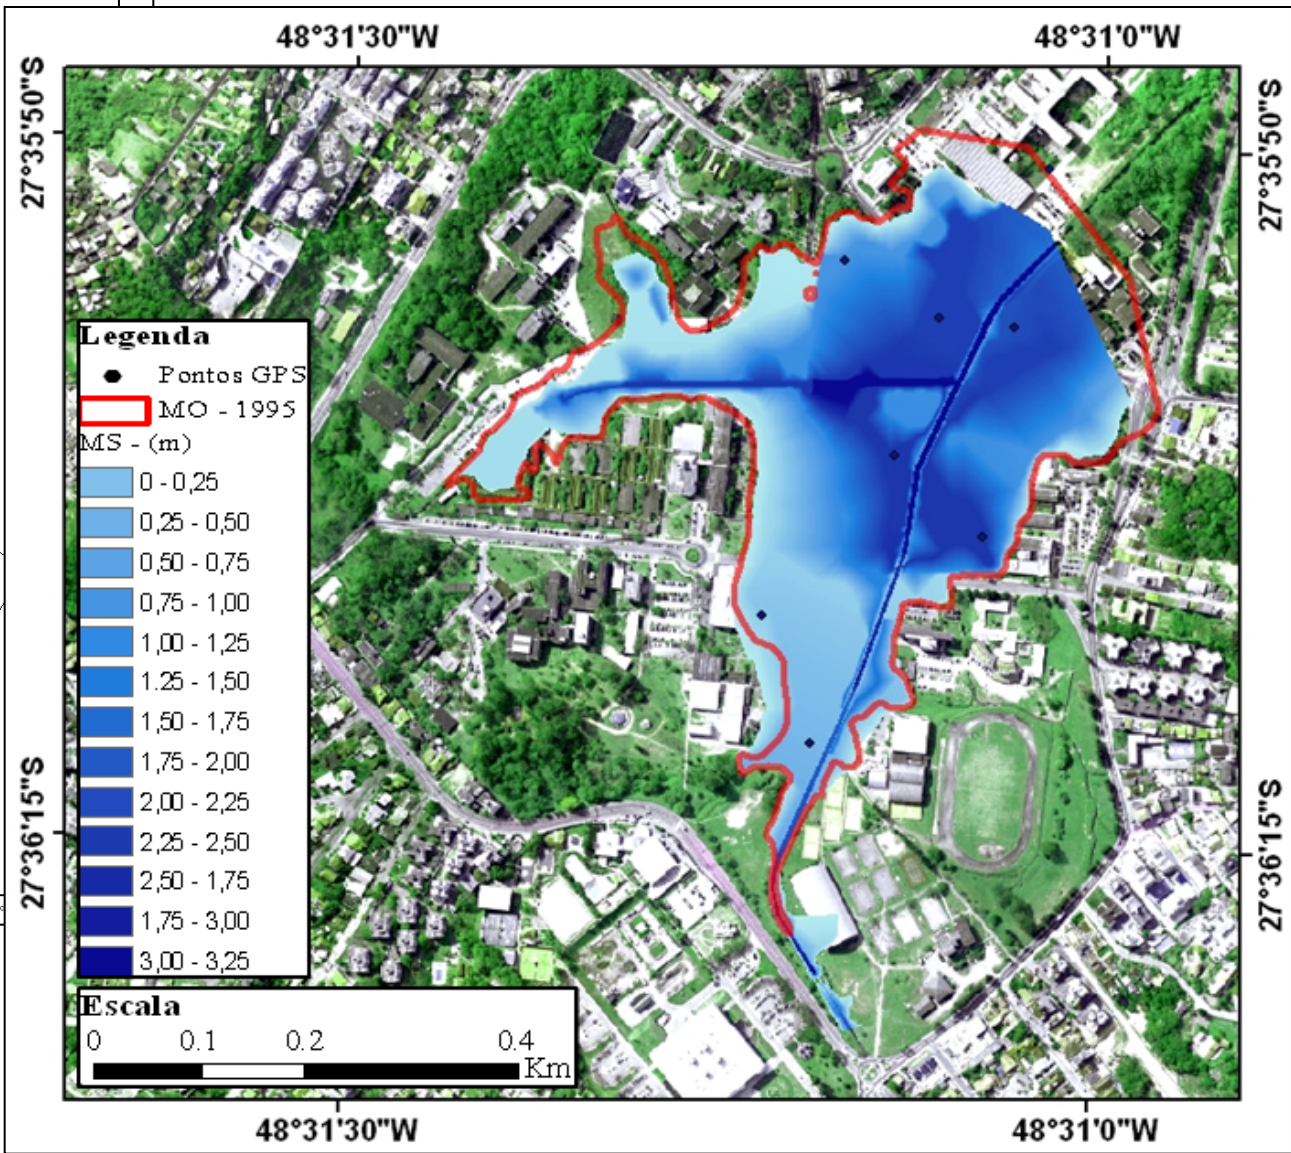 48°31'30"W
48°31'0"W
27°35'50"S
27°35'50"S
Legenda
Pontos GPS
MO - 1995
MS - (m)
0 - 0,25
0,25 - 0,50
0,50 - 0,75
0,75 - 1,00
1,00 - 1,25
1.25 - 1,50
1,50 - 1,75
1,75 - 2,00
2,00 - 2,25
2,25 - 2,50
2,50 - 1,75
1,75 - 3,00
3,00 - 3,25
27°36'15"S
27°36'15"S
Escala
0 0.1 0.2 0.4
Km
48°31'30"W
48°31'0"W